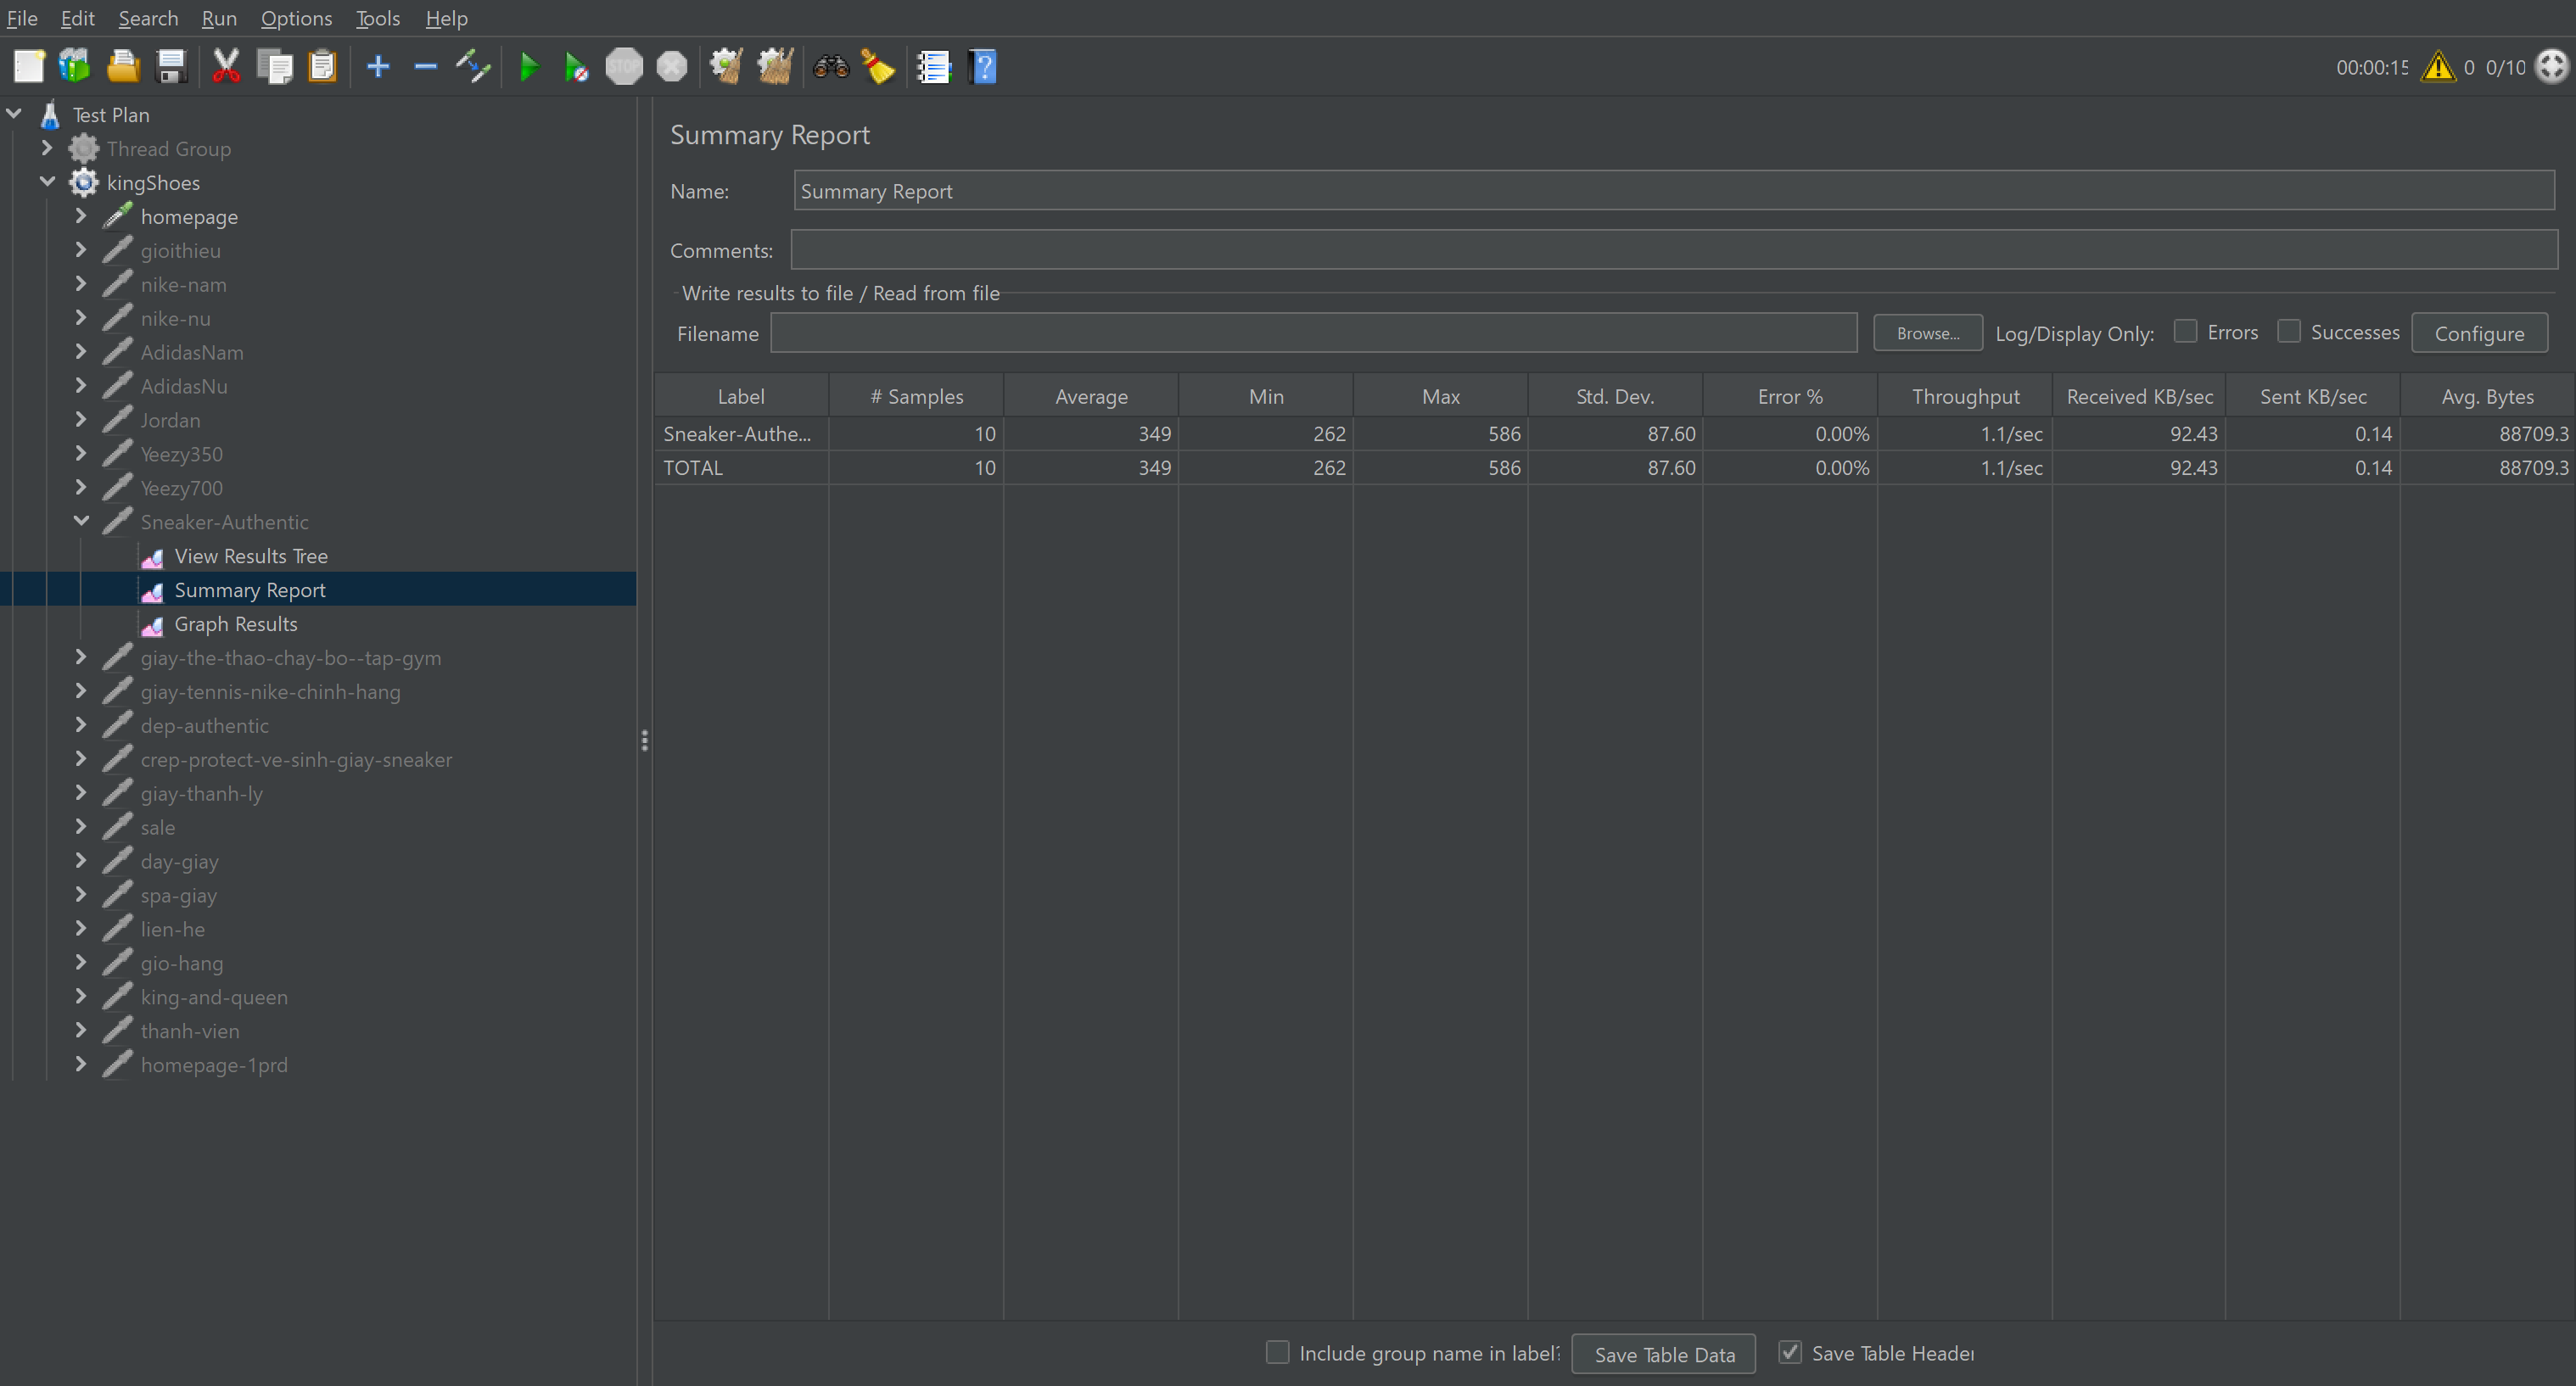 File Edit Search Run Options Tools Help
STOP ? 00:00:15 0 0/10
Test Plan
Thread Group
kingShoes
homepage
gioithieu
nike-nam
nike-nu
AdidasNam
AdidasNu
Jordan
Yeezy350
Yeezy700
Sneaker-Authentic
View Results Tree
Summary Report
Graph Results
giay-the-thao-chay-bo--tap-gym
giay-tennis-nike-chinh-hang
dep-authentic
crep-protect-ve-sinh-giay-sneaker
giay-thanh-ly
sale
day-giay
spa-giay
lien-he
gio-hang
king-and-queen
thanh-vien
homepage-1prd
Summary Report
Name: Summary Report
Comments:
Write results to file / Read from file
Filename Browse... Log/Display Only: Errors Successes Configure
Label # Samples Average Min Max Std. Dev. Error % Throughput Received KB/sec Sent KB/sec Avg. Bytes
Sneaker-Authe... 10 349 262 586 87.60 0.00% 1.1/sec 92.43 0.14 88709.3
TOTAL 10 349 262 586 87.60 0.00% 1.1/sec 92.43 0.14 88709.3
Include group name in label? Save Table Data Save Table Header